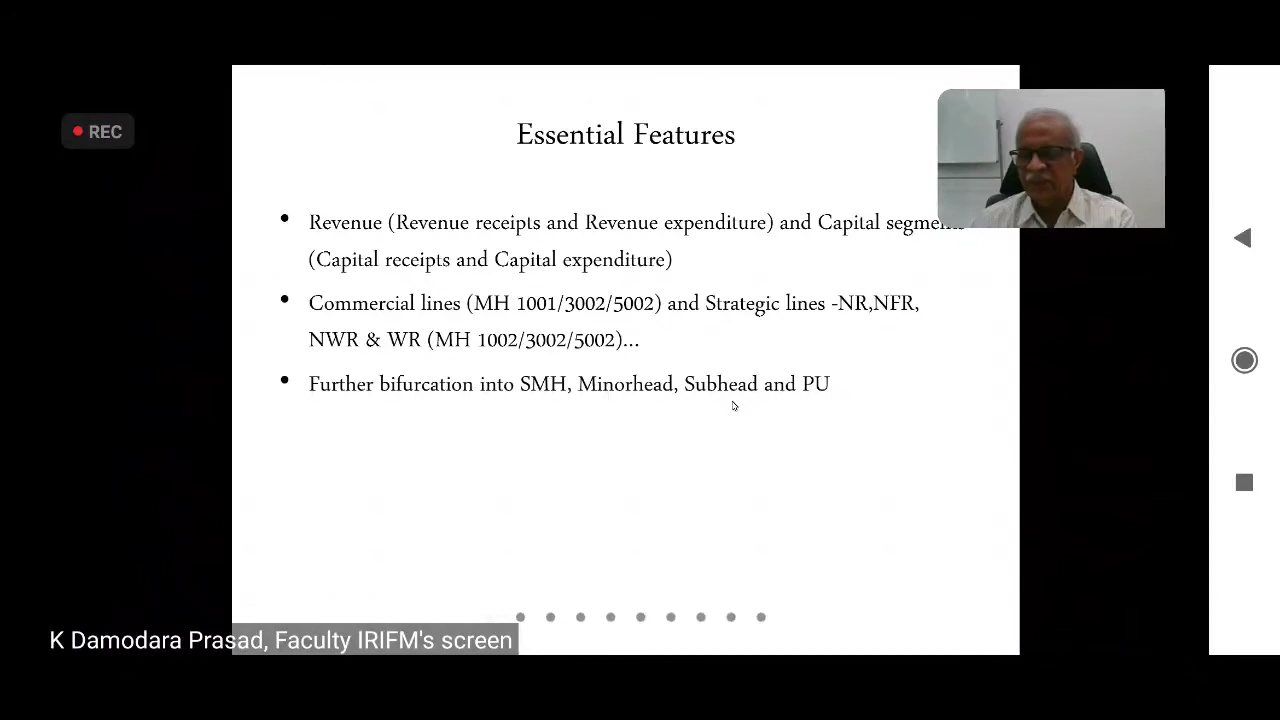 REC
Essential Features
• Revenue (Revenue receipts and Revenue expenditure) and Capital
(Capital receipts and Capital expenditure)
• Commercial lines (MH 1001/3002/5002) and Strategic lines -NR,NFR,
NWR & WR (MH 1002/3002/5002)...
• Further bifurcation into SMH, Minorhead, Subhead and PU
K Damodara Prasad, Faculty IRIFM's screen